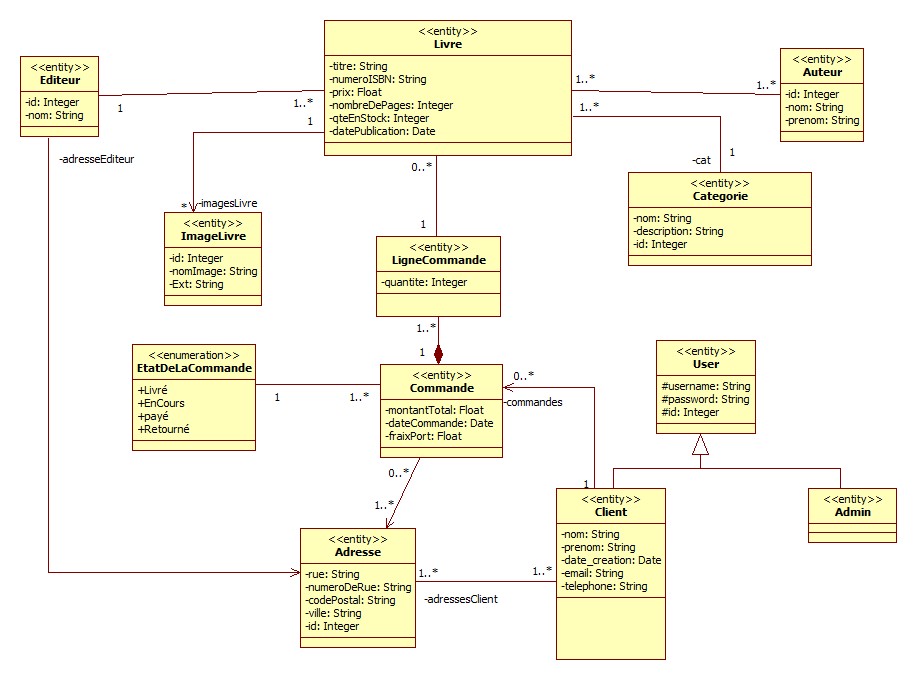 <<entity>>
Livre
-titre: String
-numeroISBN: String
-prix: Float
-nombreDePages: Integer
-qteEnStock: Integer
-datePublication: Date
<<entity>>
Editeur
-id: Integer
-nom: String
<<entity>>
Auteur
-id: Integer
-nom: String
-prenom: String
1
1..*
1..*
1..*
1..*
1
-cat
1
-adresseEditeur
*
-imagesLivre
0..*
1
<<entity>>
Categorie
-nom: String
-description: String
-id: Integer
<<entity>>
ImageLivre
-id: Integer
-nomImage: String
-Ext: String
<<entity>>
LigneCommande
-quantite: Integer
1..*
1
<<enumeration>>
EtatDeLaCommande
+Livré
+EnCours
+payé
+Retourné
1
1..*
<<entity>>
Commande
-montantTotal: Float
-dateCommande: Date
-fraixPort: Float
0..*
-commandes
1
<<entity>>
User
#username: String
#password: String
#id: Integer
0..*
1..*
<<entity>>
Client
-nom: String
-prenom: String
-date_creation: Date
-email: String
-telephone: String
<<entity>>
Admin
<<entity>>
Adresse
-rue: String
-numeroDeRue: String
-codePostal: String
-ville: String
-id: Integer
1..*
1..*
-adressesClient